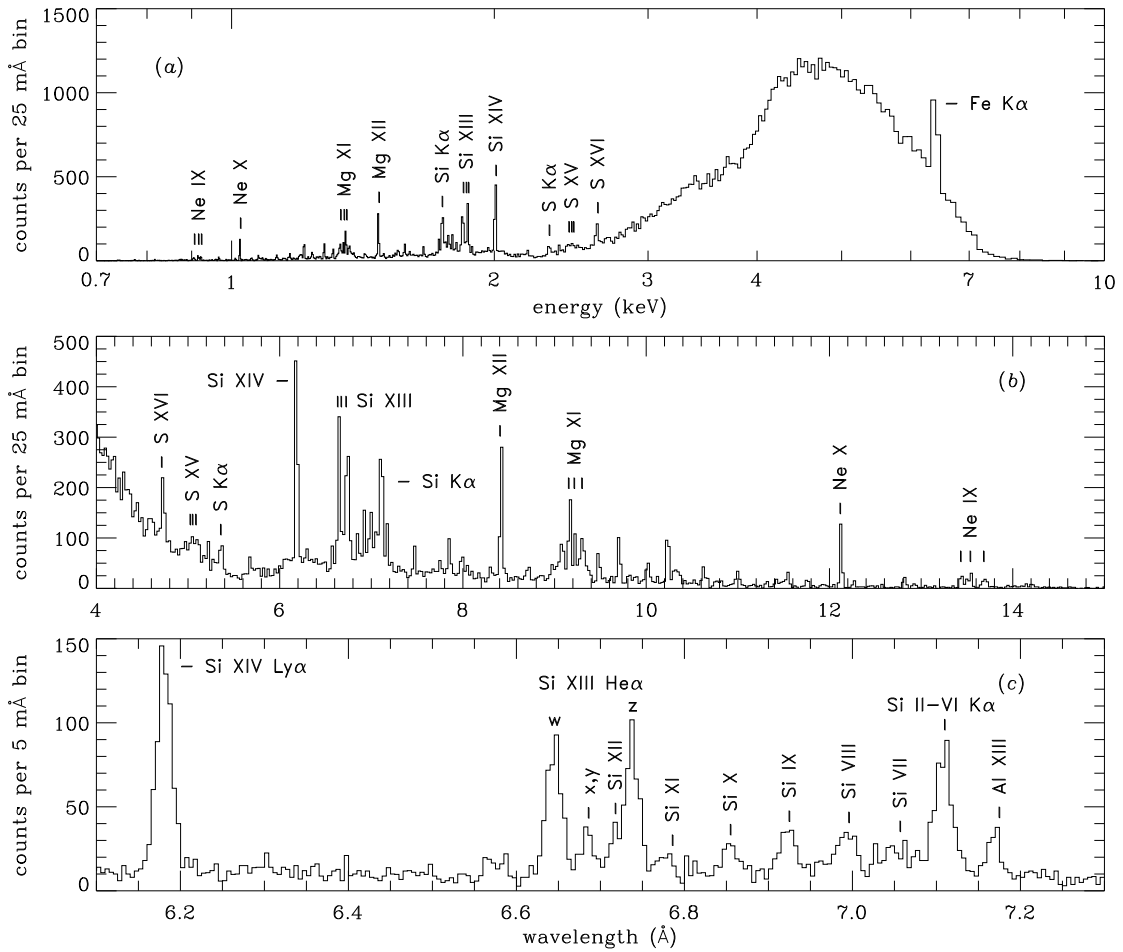 1500
1000
500
0
counts per 25 mÅ bin
(a)
Ne IX
Ne X
Mg XI
Mg XII
Si Kα
Si XIII
Si XIV
S Kα
S XV
S XVI
Fe Kα
0.7 1 2 3 4 7 10
energy (keV)
500
400
300
200
100
0
counts per 25 mÅ bin
(b)
S XVI
S XV
S Kα
Si XIV
Si XIII
Si Kα
Mg XII
Mg XI
Ne X
Ne IX
4 6 8 10 12 14
150
100
50
0
counts per 5 mÅ bin
(c)
Si XIV Lyα
Si XIII Heα
w
x,y
Si XII
z
Si XI
Si X
Si IX
Si VIII
Si VII
Si II–VI Kα
Al XIII
6.2 6.4 6.6 6.8 7.0 7.2
wavelength (Å)